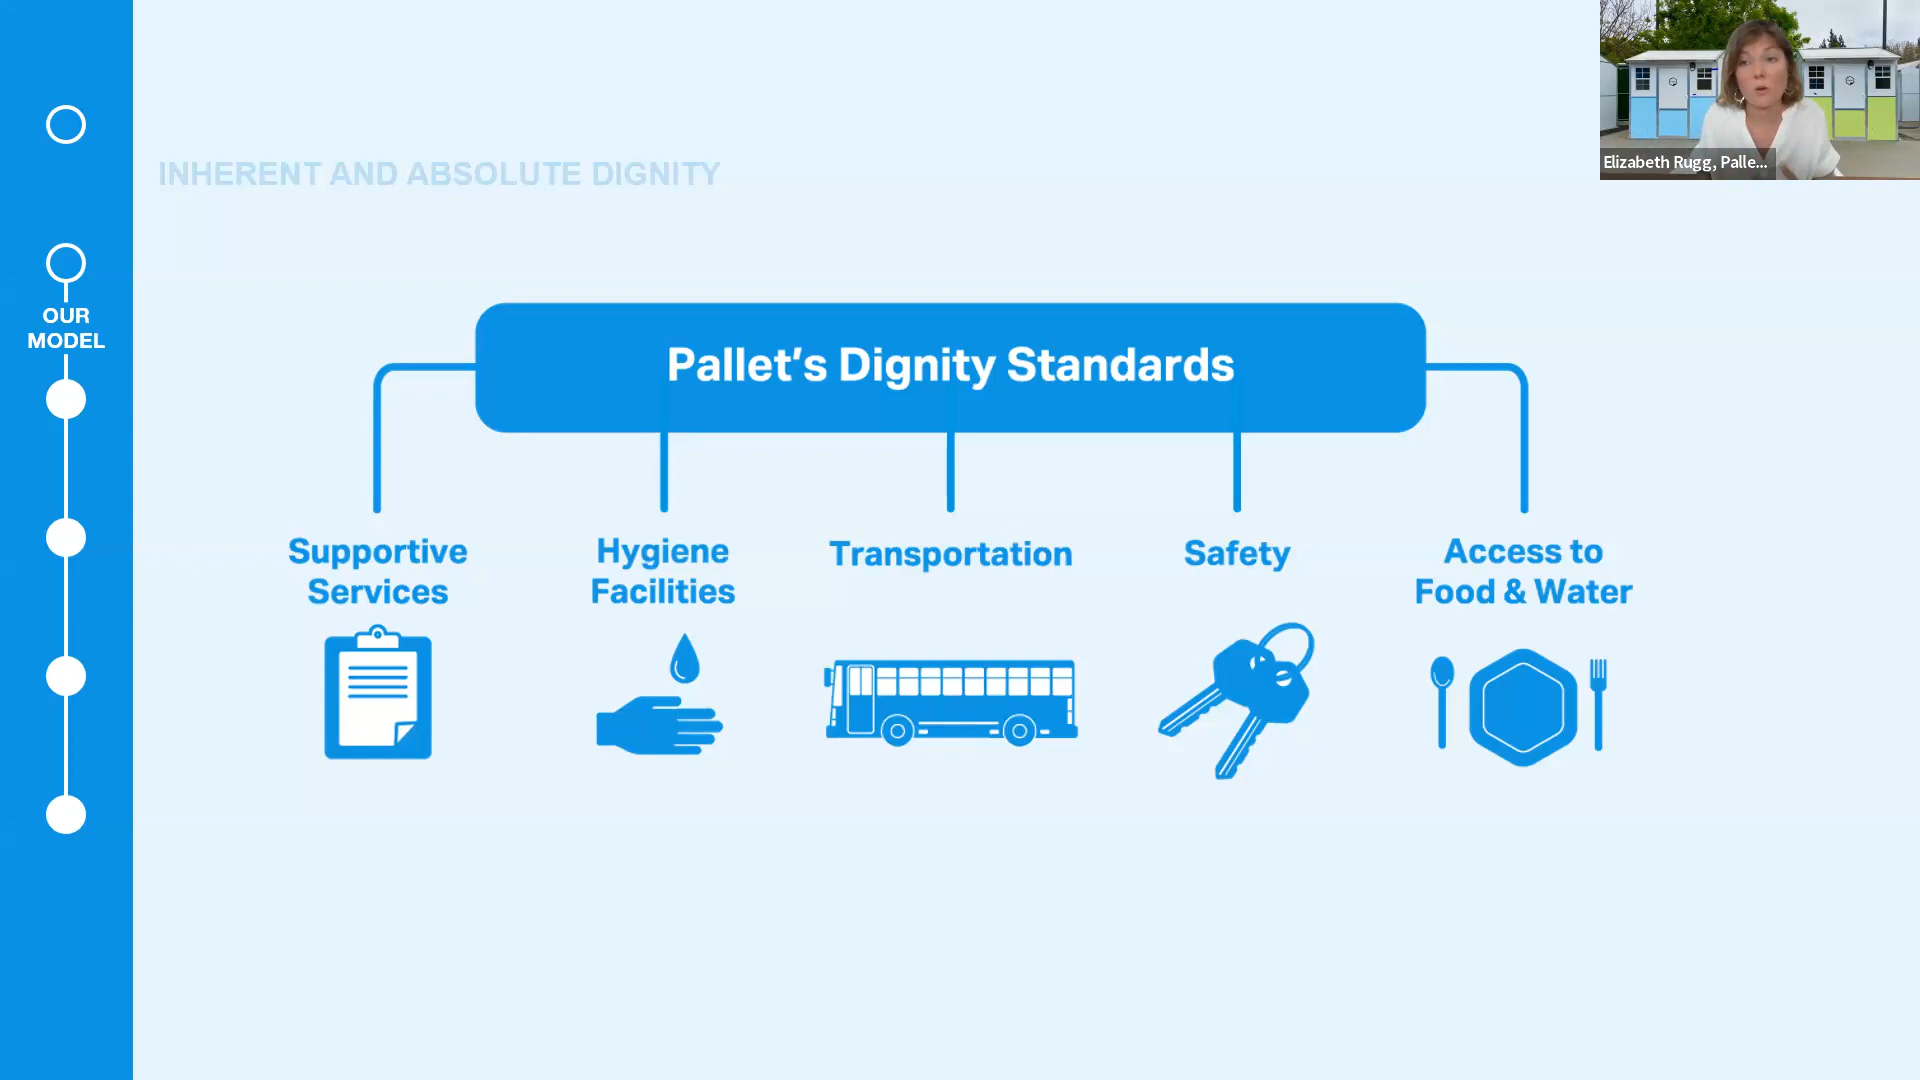 INHERENT AND ABSOLUTE DIGNITY
OUR
MODEL
Pallet's Dignity Standards
Supportive
Services
Hygiene
Facilities
Transportation
Safety
Access to
Food & Water
Elizabeth Rugg, Palle...